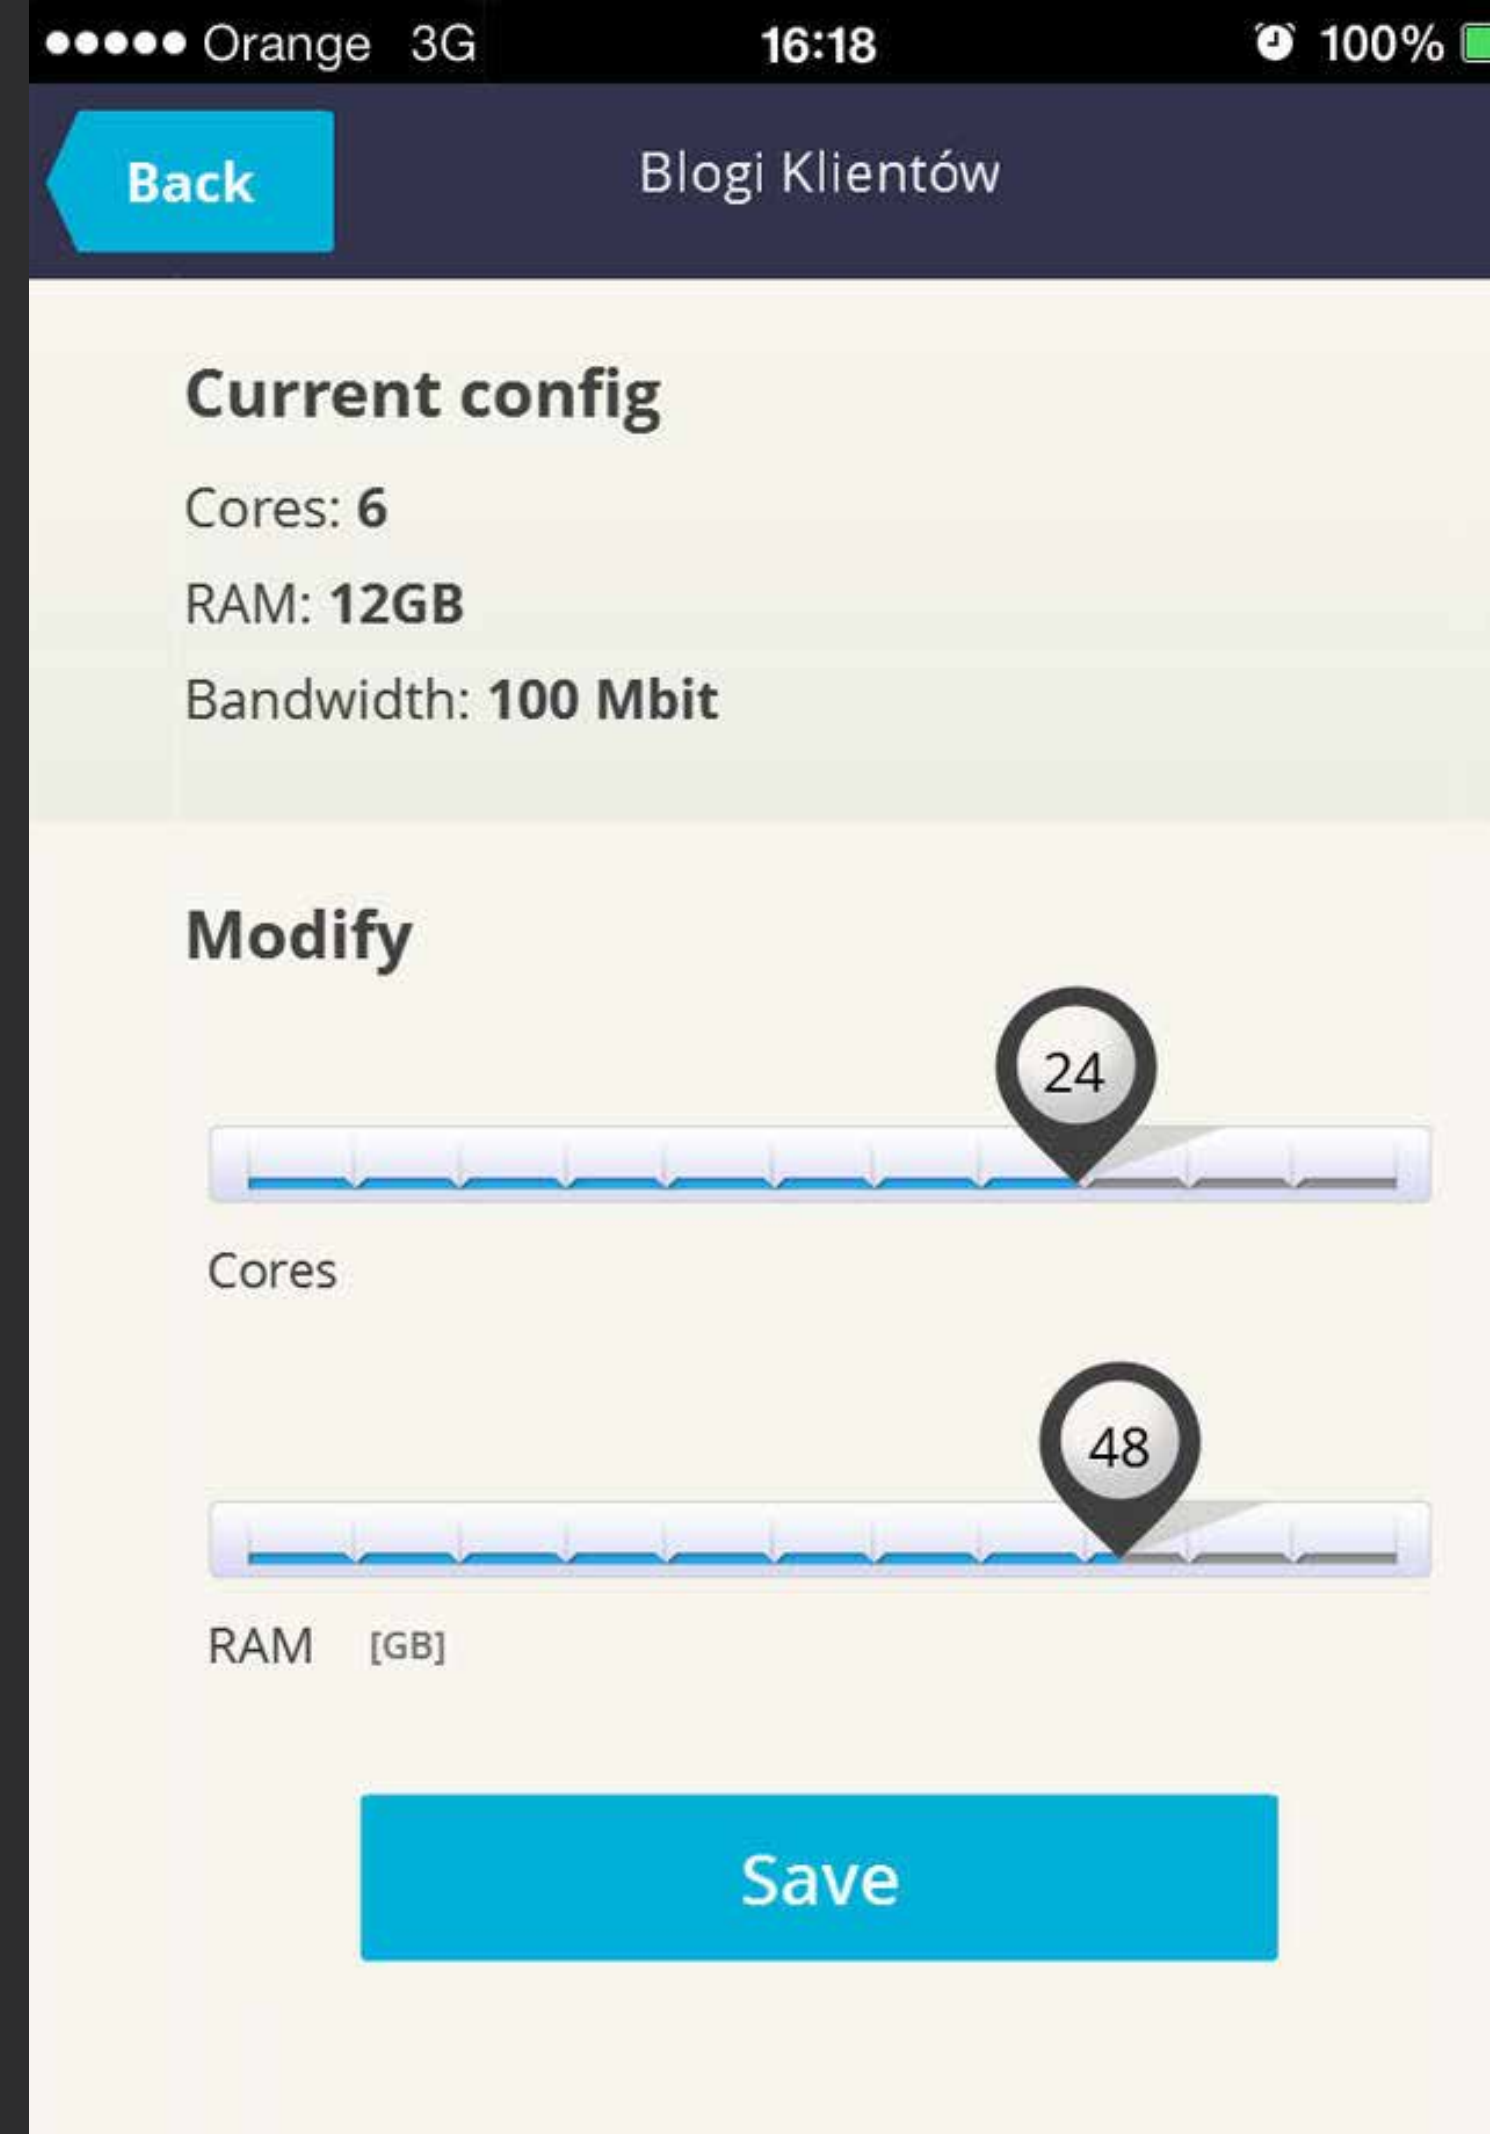 Orange 3G 16:18 100%
Back Blogi Klientów
Current config
Cores: 6
RAM: 12GB
Bandwidth: 100 Mbit
Modify
24
Cores
48
RAM [GB]
Save